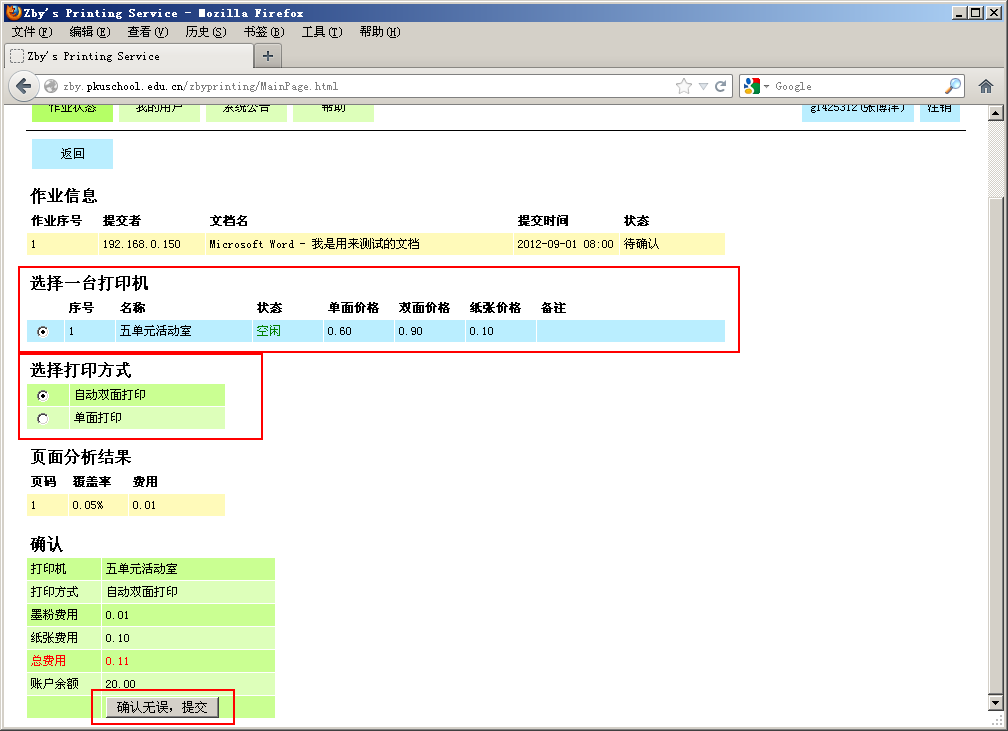 Zby's Printing Service - Mozilla Firefox
文件(F) 编辑(E) 查看(V) 历史(S) 书签(B) 工具(T) 帮助(H)
Zby's Printing Service
zby.pkuschool.edu.cn/zbyprinting/MainPage.html
Google
作业状态 我的用户 系统公告 帮助 g1425312(张博洋) 注销
返回
作业信息
作业序号 提交者 文档名 提交时间 状态
1 192.168.0.150 Microsoft Word - 我是用来测试的文档 2012-09-01 08:00 待确认
选择一台打印机
序号 名称 状态 单面价格 双面价格 纸张价格 备注
1 五单元活动室 空闲 0.60 0.90 0.10
选择打印方式
自动双面打印
单面打印
页面分析结果
页码 覆盖率 费用
1 0.05% 0.01
确认
打印机 五单元活动室
打印方式 自动双面打印
墨粉费用 0.01
纸张费用 0.10
总费用 0.11
账户余额 20.00
确认无误，提交